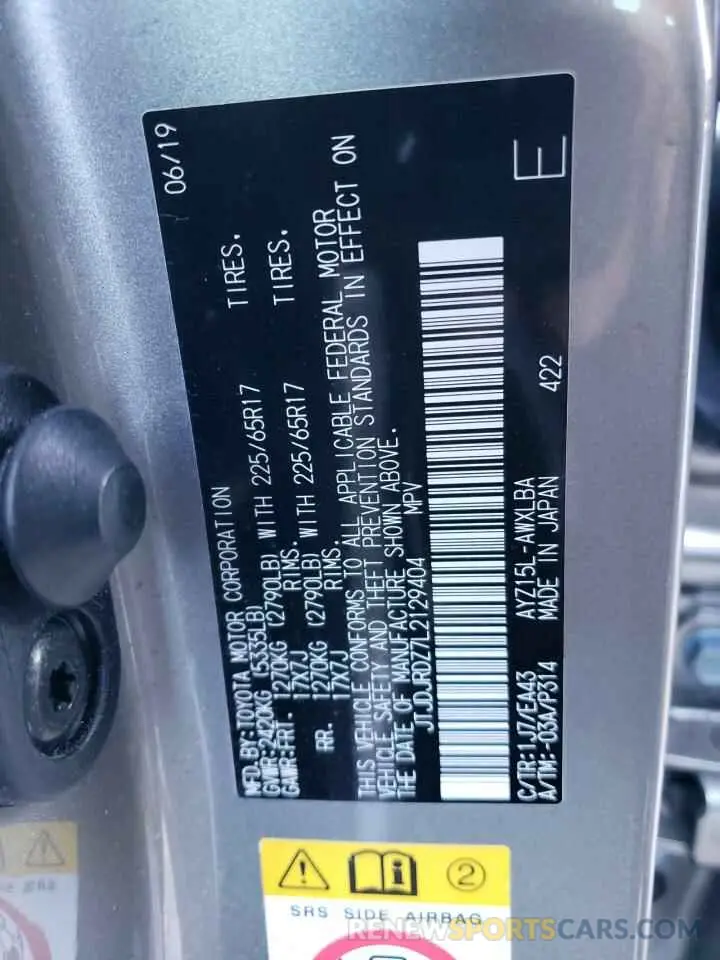 06/19
MFD.BY:TOYOTA MOTOR CORPORATION
GVWR:2420KG (5335LB)
GAWR:FRT. 1270KG (2790LB) WITH 225/65R17 TIRES.
17X7J RIMS.
RR. 1270KG (2790LB) WITH 225/65R17 TIRES.
17X7J RIMS.
THIS VEHICLE CONFORMS TO ALL APPLICABLE FEDERAL MOTOR
VEHICLE SAFETY AND THEFT PREVENTION STANDARDS IN EFFECT ON
THE DATE OF MANUFACTURE SHOWN ABOVE.
JTJDJRDZ7L2129404 MPV
C/TR:1J7/EA43 AYZ15L-AWXLBA 422
A/TM:-03A/P314 MADE IN JAPAN
E
2
SRS SIDE AIRBAG
RENEWSPORTSCARS.COM